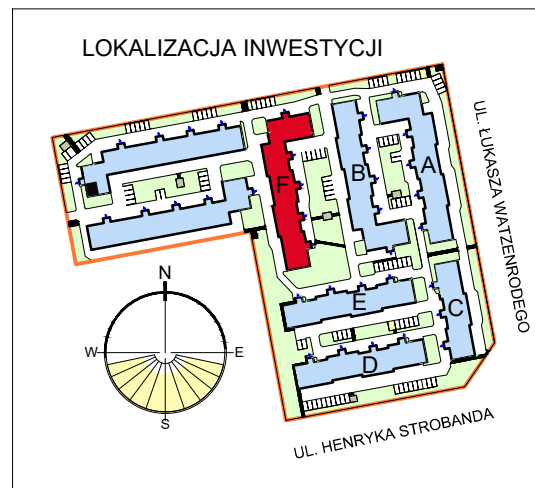 LOKALIZACJA INWESTYCJI
UL. ŁUKASZA WATZENRODEGO
A
B
F
E
C
D
N
W
E
S
UL. HENRYKA STROBANDA